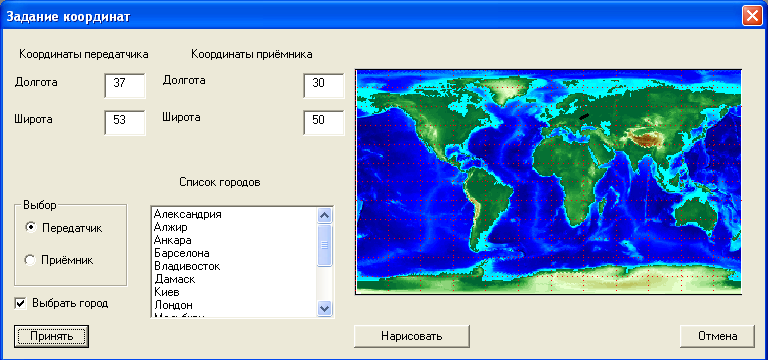 Задание координат
Координаты передатчика
Координаты приёмника
Долгота 37
Долгота 30
Широта 53
Широта 50
Список городов
Выбор
Передатчик
Приёмник
Выбрать город
Александрия
Алжир
Анкара
Барселона
Владивосток
Дамаск
Киев
Лондон
Принять
Нарисовать
Отмена